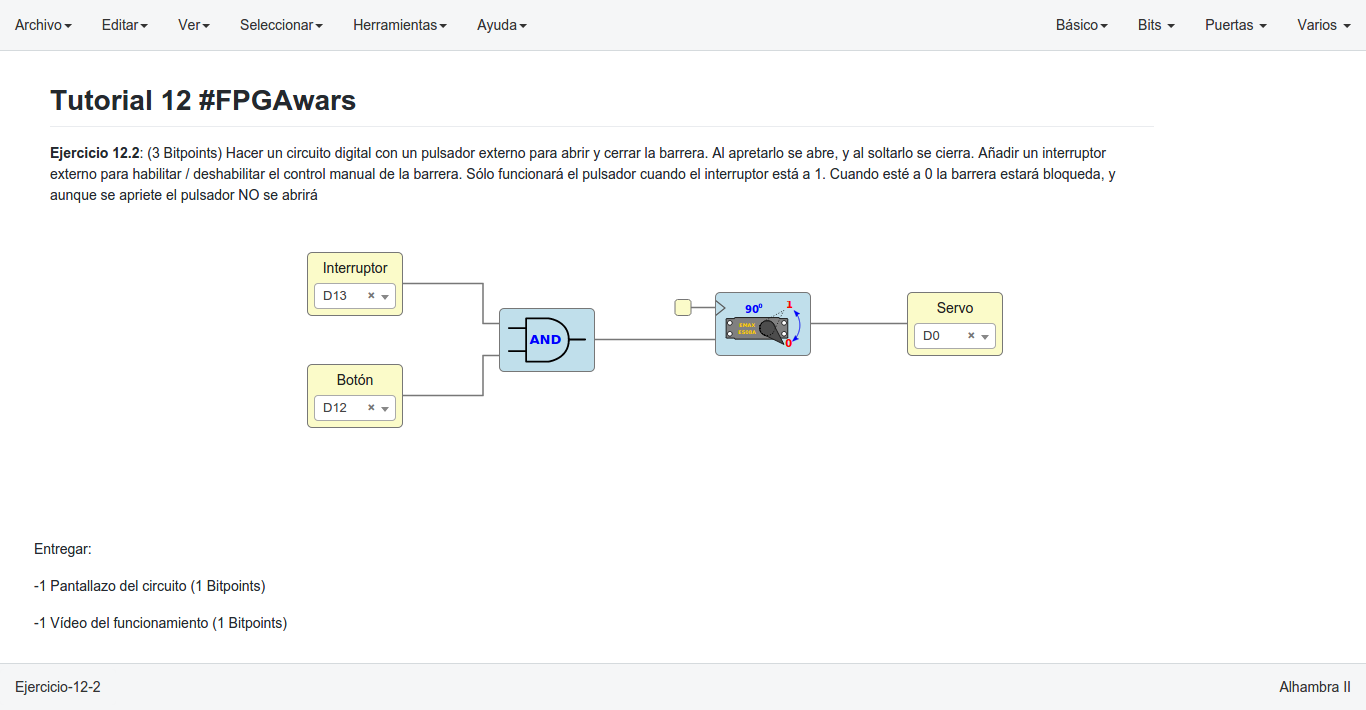 Archivo Editar Ver Seleccionar Herramientas Ayuda Básico Bits Puertas Varios
Tutorial 12 #FPGAwars
Ejercicio 12.2: (3 Bitpoints) Hacer un circuito digital con un pulsador externo para abrir y cerrar la barrera. Al apretarlo se abre, y al soltarlo se cierra. Añadir un interruptor
externo para habilitar / deshabilitar el control manual de la barrera. Sólo funcionará el pulsador cuando el interruptor está a 1. Cuando esté a 0 la barrera estará bloqueda, y
aunque se apriete el pulsador NO se abrirá
Interruptor
D13
Botón
D12
AND
90º
1
EMAX
ES08A
0
Servo
D0
Entregar:
-1 Pantallazo del circuito (1 Bitpoints)
-1 Vídeo del funcionamiento (1 Bitpoints)
Ejercicio-12-2 Alhambra II